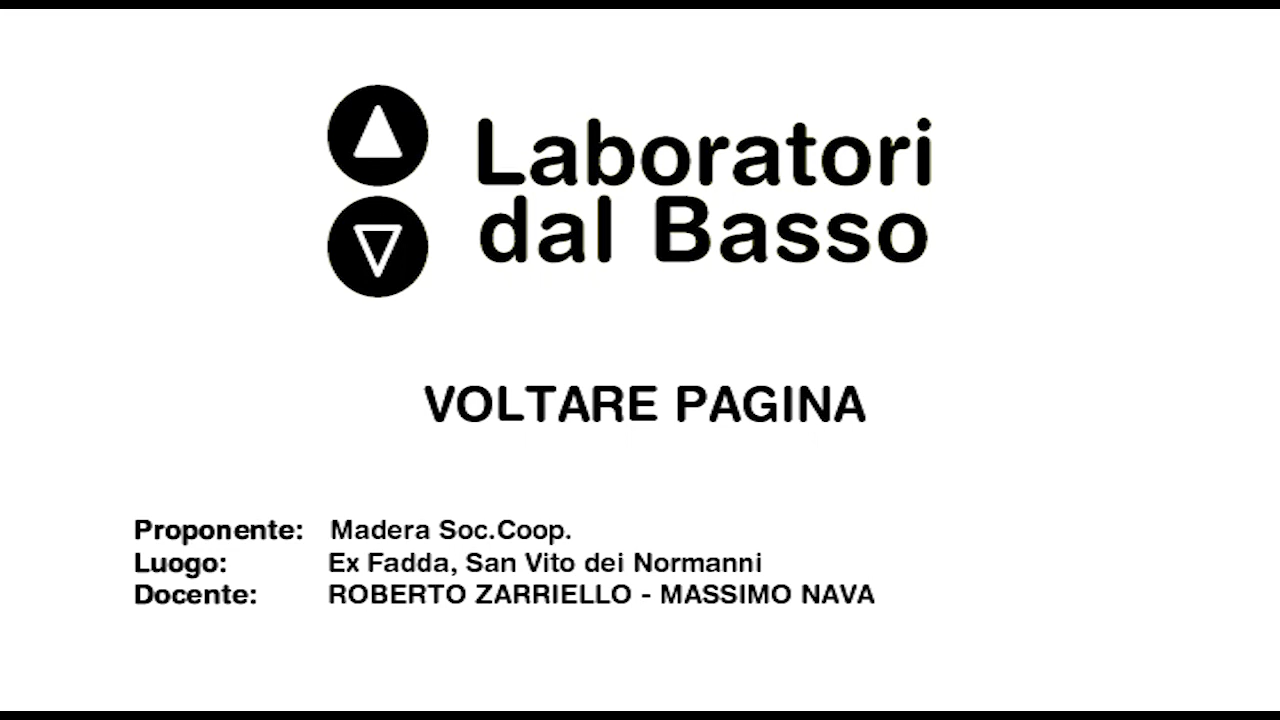 Laboratori
dal Basso
VOLTARE PAGINA
Proponente: Madera Soc.Coop.
Luogo: Ex Fadda, San Vito dei Normanni
Docente: ROBERTO ZARRIELLO - MASSIMO NAVA